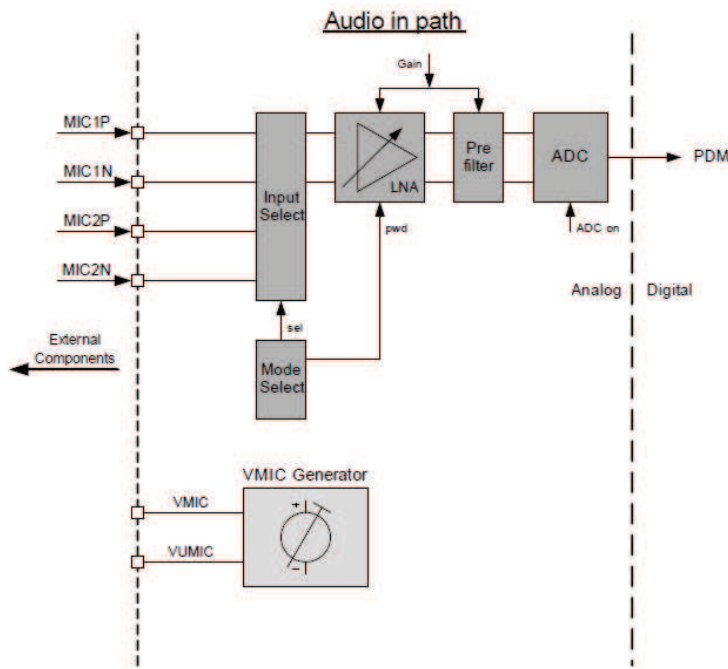 Audio in path
Gain
MIC1P
MIC1N
MIC2P
MIC2N
Input
Select
LNA
Pre
filter
ADC
PDM
pwd
ADC on
Analog
Digital
sel
External
Components
Mode
Select
VMIC Generator
VMIC
VUMIC
+
−